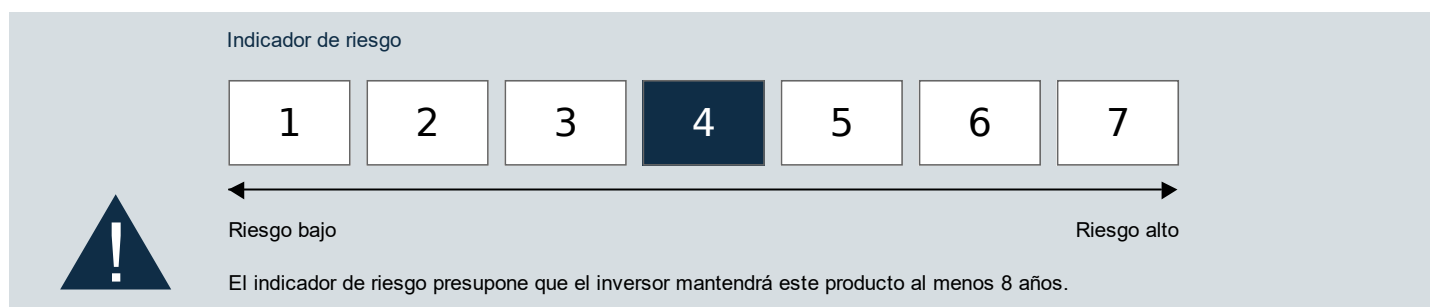 Indicador de riesgo
1 2 3 4 5 6 7
Riesgo bajo Riesgo alto
!
El indicador de riesgo presupone que el inversor mantendrá este producto al menos 8 años.